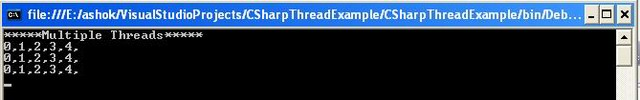 file:///E:/ashok/VisualStudioProjects/CSharpThreadExample/CSharpThreadExample/bin/Deb...
*****Multiple Threads*****
0,1,2,3,4,
0,1,2,3,4,
0,1,2,3,4,